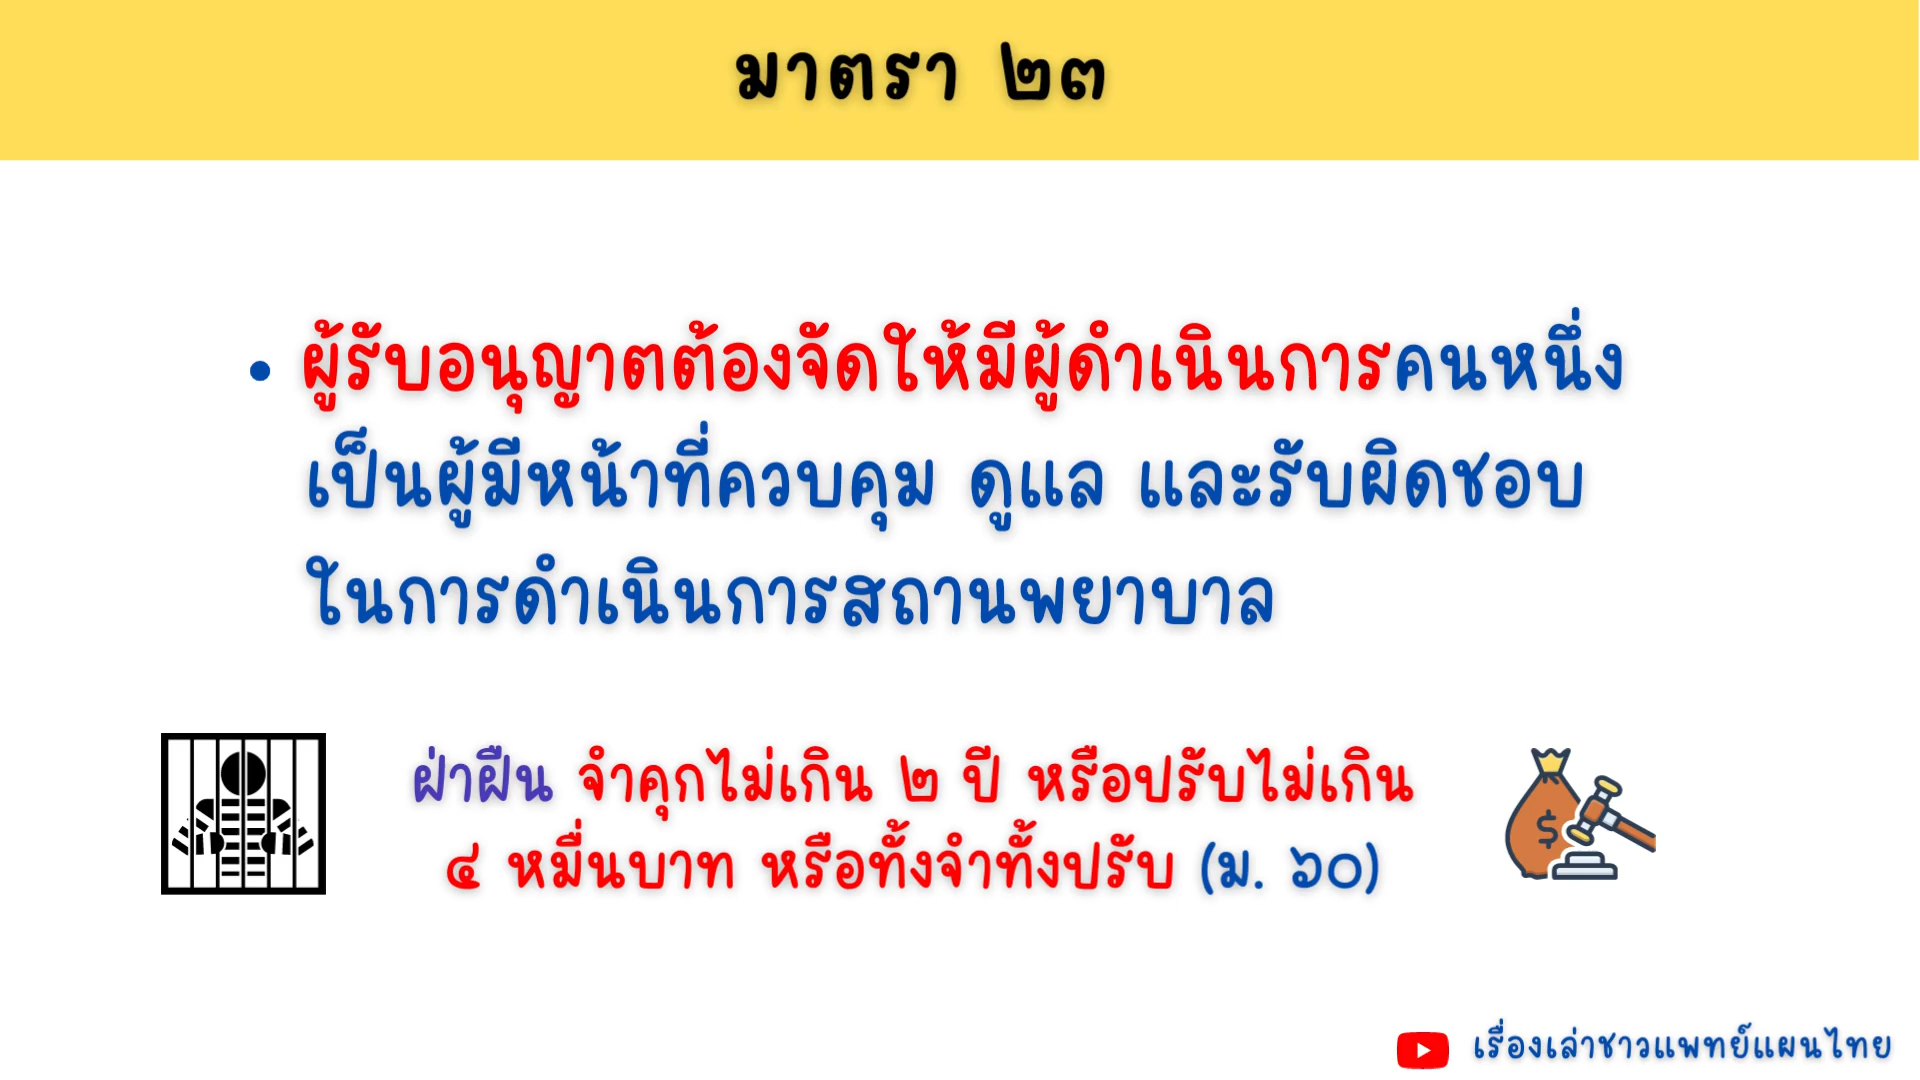 มาตรา ๒๓
• ผู้รับอนุญาตต้องจัดให้มีผู้ดำเนินการคนหนึ่ง
เป็นผู้มีหน้าที่ควบคุม ดูแล และรับผิดชอบ
ในการดำเนินการสถานพยาบาล
ฝ่าฝืน จำคุกไม่เกิน ๒ ปี หรือปรับไม่เกิน
๔ หมื่นบาท หรือทั้งจำทั้งปรับ (ม. ๖๐)
$
เรื่องเล่าชาวแพทย์แผนไทย